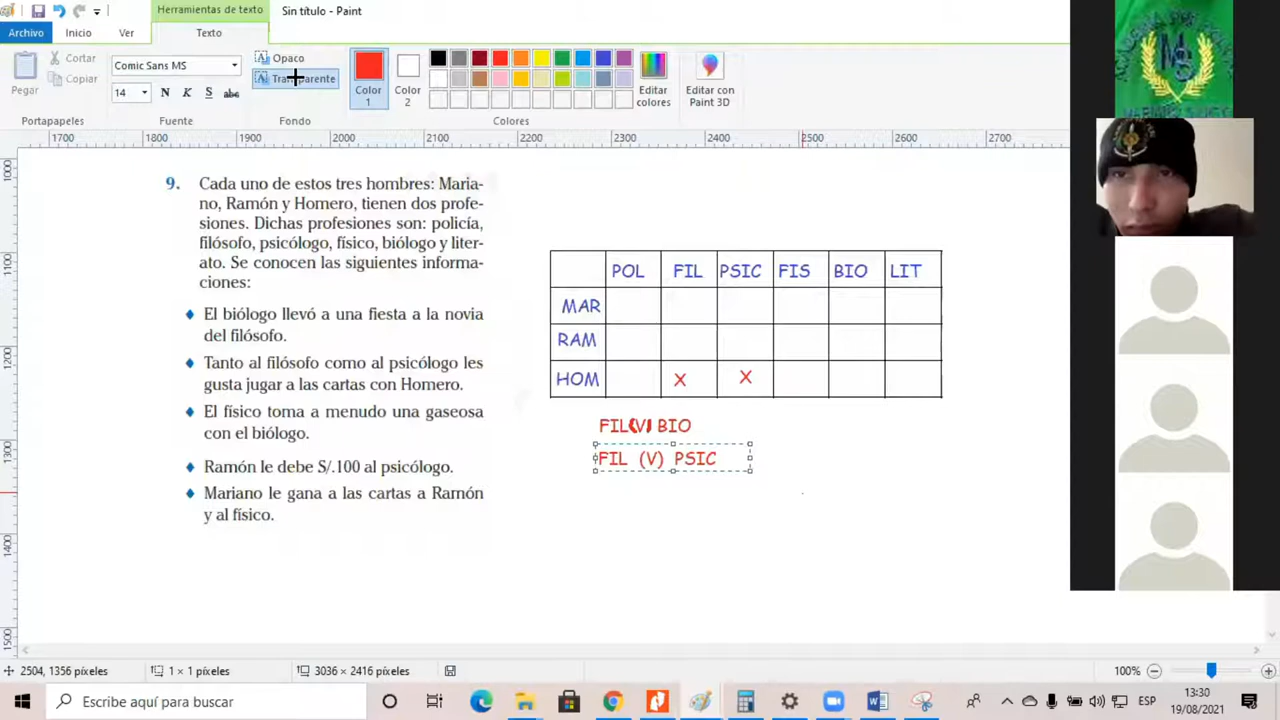 Herramientas de texto
Sin título - Paint
Archivo Inicio Ver Texto
Pegar
Cortar
Copiar
Portapapeles
Comic Sans MS
14 N K S abc
Fuente
Opaco
Transparente
Fondo
Color 1
Color 2
Colores
Editar colores
Editar con Paint 3D
1700 1800 1900 2000 2100 2200 2300 2400 2500 2600 2700
1000
1100
1200
1300
1400
1500
9. Cada uno de estos tres hombres: Maria-
no, Ramón y Homero, tienen dos profe-
siones. Dichas profesiones son: policía,
filósofo, psicólogo, físico, biólogo y liter-
ato. Se conocen las siguientes informa-
ciones:
♦ El biólogo llevó a una fiesta a la novia
del filósofo.
♦ Tanto al filósofo como al psicólogo les
gusta jugar a las cartas con Homero.
♦ El físico toma a menudo una gaseosa
con el biólogo.
♦ Ramón le debe S/.100 al psicólogo.
♦ Mariano le gana a las cartas a Ramón
y al físico.
POL FIL PSIC FIS BIO LIT
MAR
RAM
HOM X X
FIL(V) BIO
FIL (V) PSIC
2504, 1356 píxeles
1 × 1 píxeles
3036 × 2416 píxeles
100%
Escribe aquí para buscar
ESP
13:30
19/08/2021